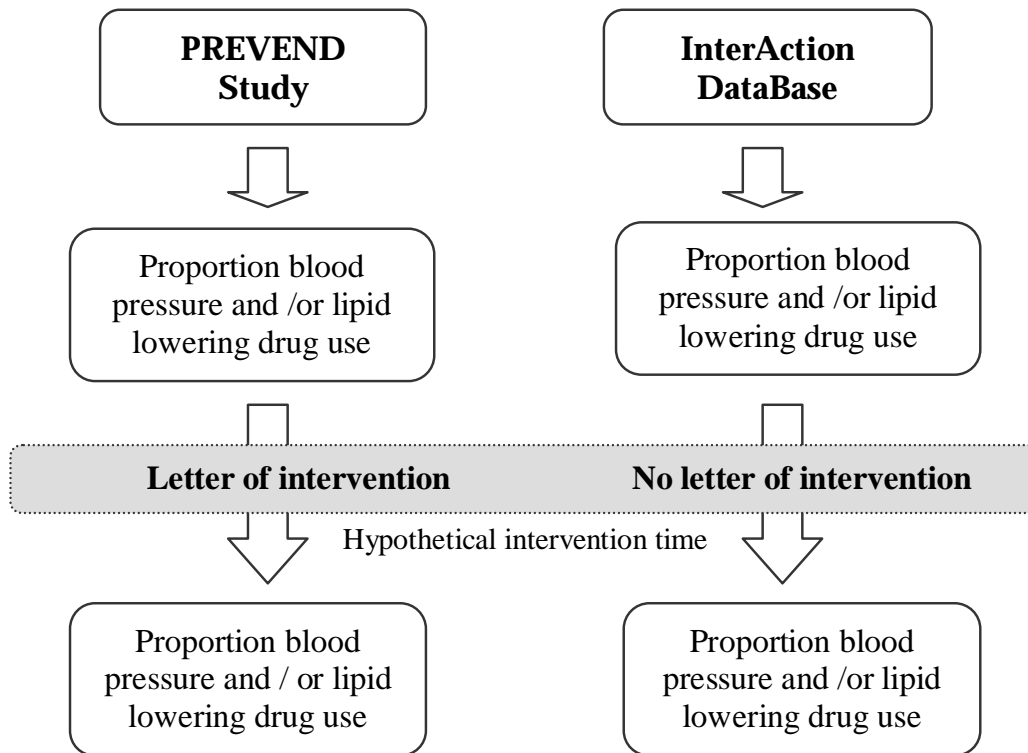 PREVEND
Study
InterAction
DataBase
Proportion blood
pressure and /or lipid
lowering drug use
Proportion blood
pressure and /or lipid
lowering drug use
Letter of intervention
No letter of intervention
Hypothetical intervention time
Proportion blood
pressure and / or lipid
lowering drug use
Proportion blood
pressure and /or lipid
lowering drug use